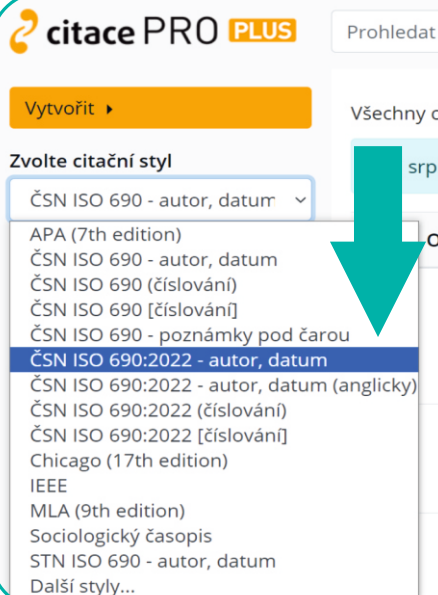 citace PRO PLUS
Prohledat
Vytvořit
Všechny
Zvolte citační styl
srp
ČSN ISO 690 - autor, datum
APA (7th edition)
ČSN ISO 690 - autor, datum
ČSN ISO 690 (číslování)
ČSN ISO 690 [číslování]
ČSN ISO 690 - poznámky pod čarou
ČSN ISO 690:2022 - autor, datum
ČSN ISO 690:2022 - autor, datum (anglicky)
ČSN ISO 690:2022 (číslování)
ČSN ISO 690:2022 [číslování]
Chicago (17th edition)
IEEE
MLA (9th edition)
Sociologický časopis
STN ISO 690 - autor, datum
Další styly...